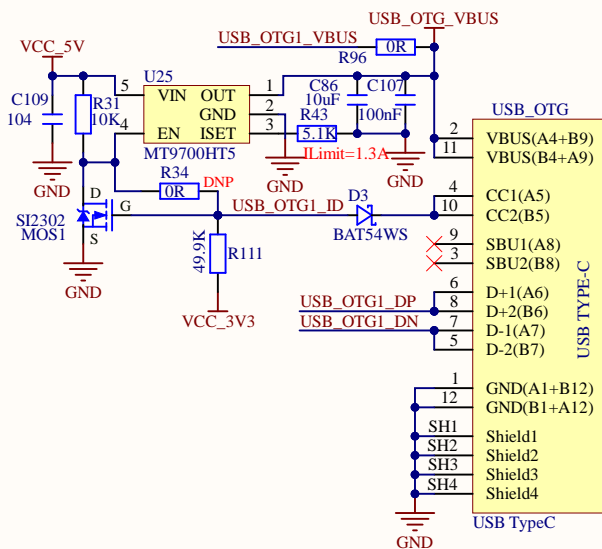 USB_OTG_VBUS
USB_OTG1_VBUS
R96
0R
VCC_5V
U25
C109
104
R31
10K
5
4
VIN OUT
GND
EN ISET
1
2
3
MT9700HT5
C86
10uF
C107
100nF
R43
5.1K
ILimit=1.3A
GND
GND
GND
R34
0R
DNP
SI2302
MOS1
D
G
S
GND
USB_OTG1_ID
D3
BAT54WS
49.9K
R111
VCC_3V3
USB_OTG1_DP
USB_OTG1_DN
USB_OTG
2 VBUS(A4+B9)
11 VBUS(B4+A9)
4 CC1(A5)
10 CC2(B5)
9 SBU1(A8)
3 SBU2(B8)
6 D+1(A6)
8 D+2(B6)
7 D-1(A7)
5 D-2(B7)
1 GND(A1+B12)
12 GND(B1+A12)
SH1 Shield1
SH2 Shield2
SH3 Shield3
SH4 Shield4
USB TYPE-C
USB TypeC
GND